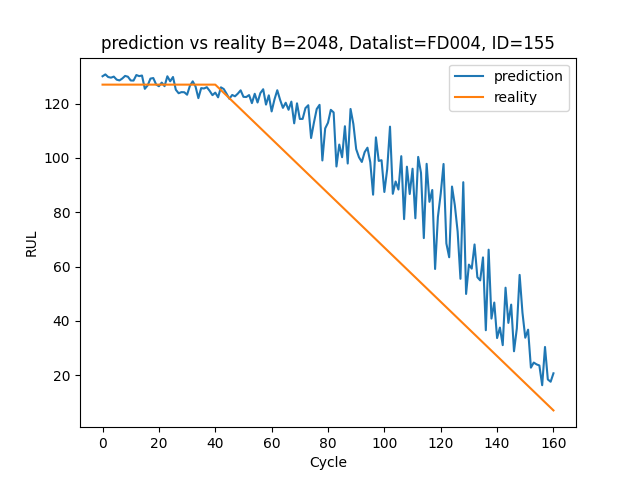 prediction vs reality B=2048, Datalist=FD004, ID=155
prediction
reality
RUL
120
100
80
60
40
20
0 20 40 60 80 100 120 140 160
Cycle